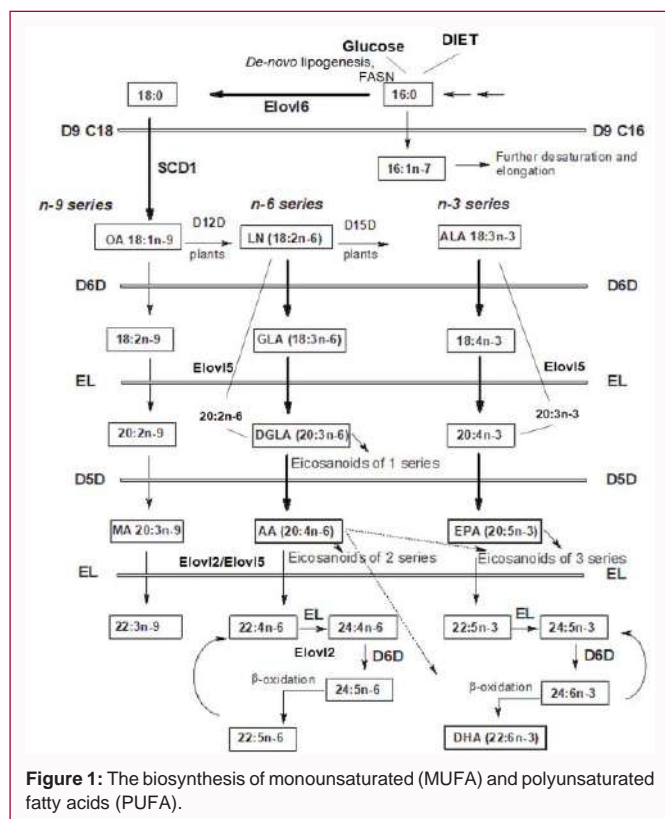 Glucose DIET
De-novo lipogenesis,
FASN
18:0 16:0
Elovl6
D9 C18 D9 C16
SCD1
16:1n-7 Further desaturation and
elongation
n-9 series n-6 series n-3 series
D12D D15D
OA 18:1n-9 LN (18:2n-6) ALA 18:3n-3
plants plants
D6D D6D
18:2n-9 GLA (18:3n-6) 18:4n-3
Elovl5 Elovl5
EL EL
20:2n-6 20:3n-3
20:2n-9 DGLA (20:3n-6) 20:4n-3
Eicosanoids of 1 series
D5D D5D
MA 20:3n-9 AA (20:4n-6) EPA (20:5n-3)
Elovl2/Elovl5 Eicosanoids of 2 series Eicosanoids of 3 series
EL EL
22:3n-9 22:4n-6 EL 24:4n-6 22:5n-3 EL 24:5n-3
Elovl2 D6D D6D
β-oxidation 24:5n-6 β-oxidation 24:6n-3
22:5n-6 DHA (22:6n-3)
Figure 1: The biosynthesis of monounsaturated (MUFA) and polyunsaturated
fatty acids (PUFA).